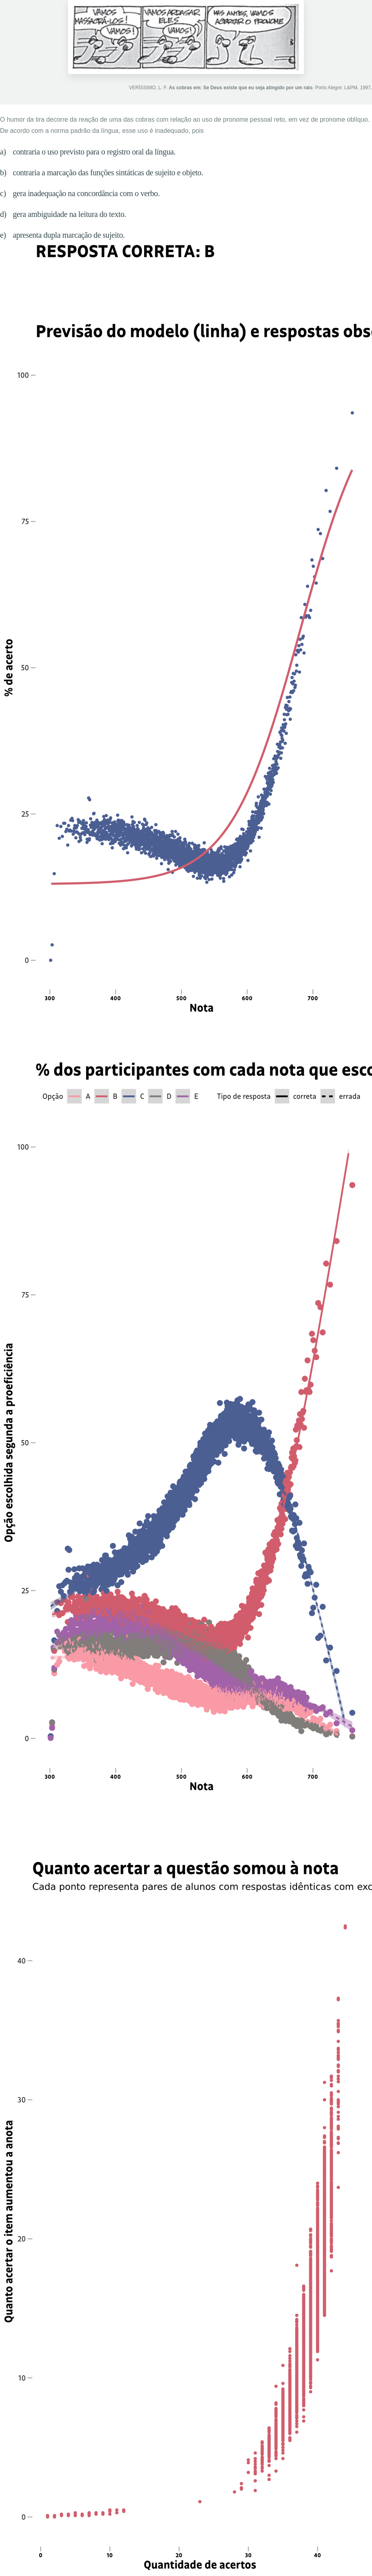 VAMOS
MASSACRÁ-LOS!
VAMOS!
VAMOS ARRASAR
ELES
VAMOS!
MAS ANTES, VAMOS
ACERTAR O PRONOME
VERÍSSIMO, L. F. As cobras em: Se Deus existe que eu seja atingido por um raio. Porto Alegre: L&PM, 1997.
O humor da tira decorre da reação de uma das cobras com relação ao uso de pronome pessoal reto, em vez de pronome oblíquo.
De acordo com a norma padrão da língua, esse uso é inadequado, pois
a) contraria o uso previsto para o registro oral da língua.
b) contraria a marcação das funções sintáticas de sujeito e objeto.
c) gera inadequação na concordância com o verbo.
d) gera ambiguidade na leitura do texto.
e) apresenta dupla marcação de sujeito.
RESPOSTA CORRETA: B
Previsão do modelo (linha) e respostas obs
100
75
50
25
0
% de acerto
300 400 500 600 700
Nota
% dos participantes com cada nota que esco
Opção A B C D E Tipo de resposta correta errada
100
75
50
25
0
Opção escolhida segunda a proeficiência
300 400 500 600 700
Nota
Quanto acertar a questão somou à nota
Cada ponto representa pares de alunos com respostas idênticas com exc
40
30
20
10
0
Quanto acertar o item aumentou a anota
0 10 20 30 40
Quantidade de acertos